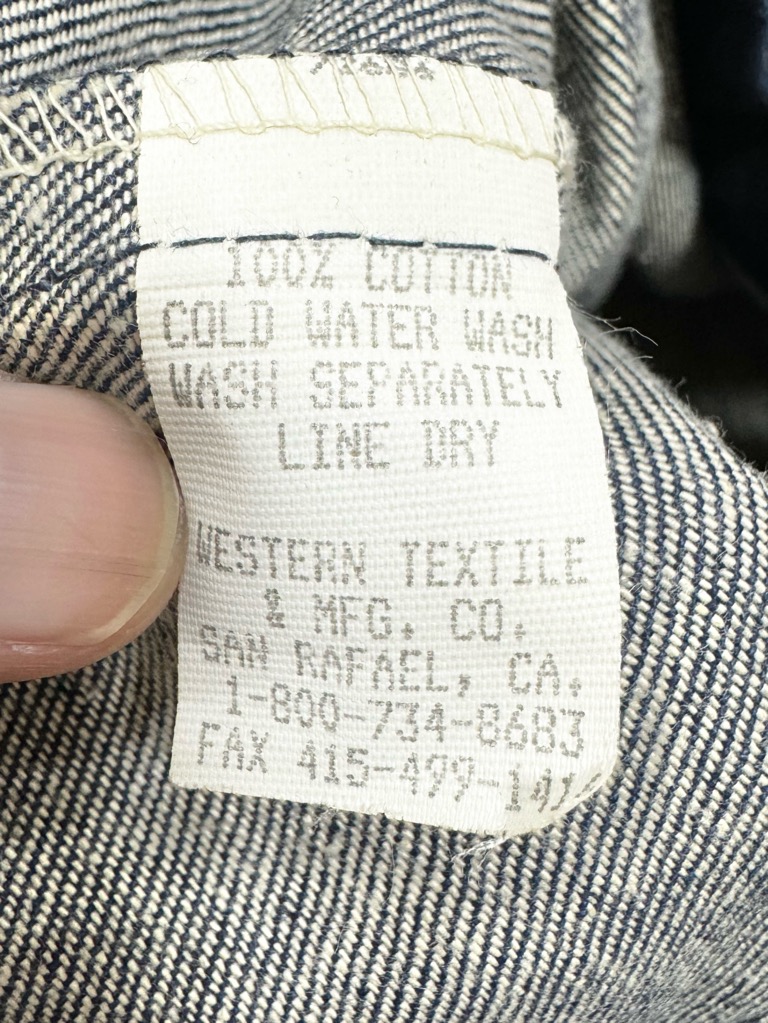 100% COTTON
COLD WATER WASH
WASH SEPARATELY
LINE DRY
WESTERN TEXTILE
& MFG. CO.
SAN RAFAEL, CA.
1-800-734-8683
FAX 415-499-